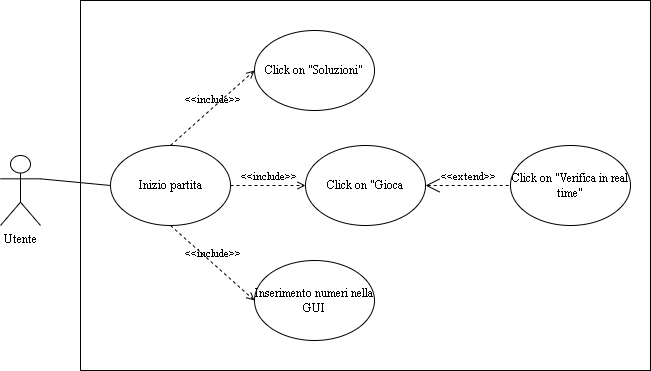 Click on "Soluzioni"
<<include>>
Utente
Inizio partita
<<include>>
Click on "Gioca
<<extend>>
Click on "Verifica in real
time"
<<include>>
Inserimento numeri nella
GUI